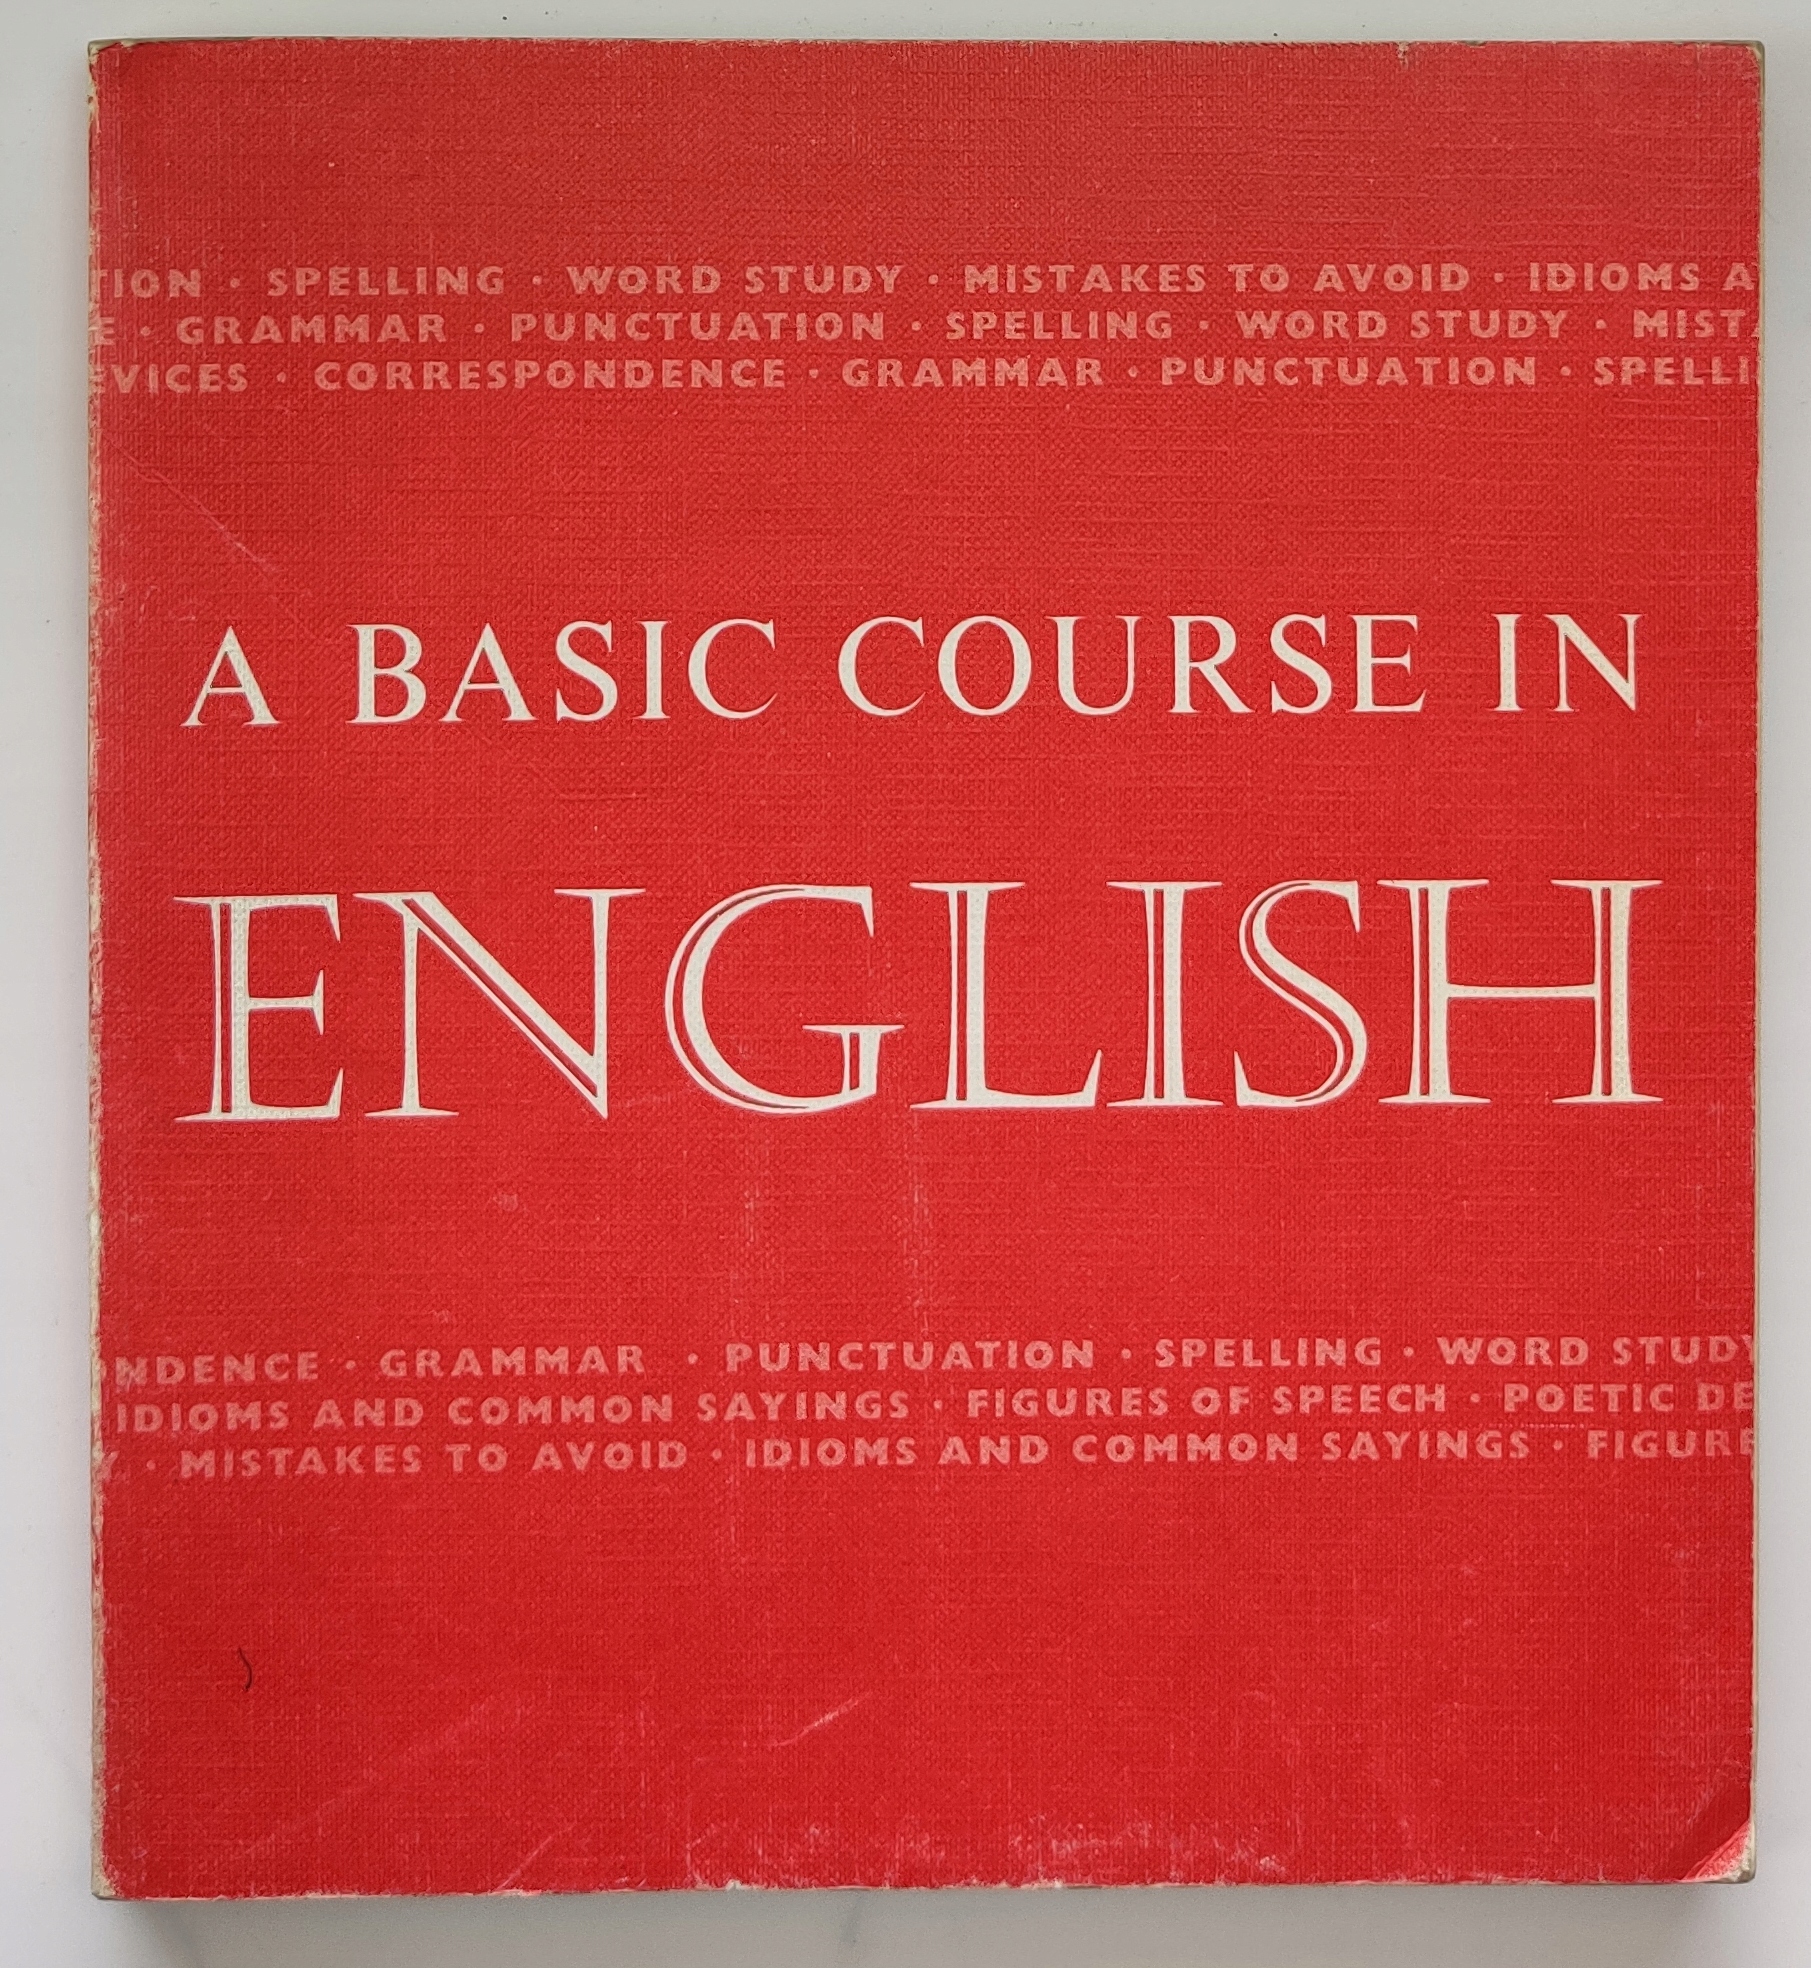 TION · SPELLING · WORD STUDY · MISTAKES TO AVOID · IDIOMS A
E · GRAMMAR · PUNCTUATION · SPELLING · WORD STUDY · MIST
EVICES · CORRESPONDENCE · GRAMMAR · PUNCTUATION · SPELLI
A BASIC COURSE IN
ENGLISH
NDENCE · GRAMMAR · PUNCTUATION · SPELLING · WORD STUDY
IDIOMS AND COMMON SAYINGS · FIGURES OF SPEECH · POETIC DE
Y · MISTAKES TO AVOID · IDIOMS AND COMMON SAYINGS · FIGURE